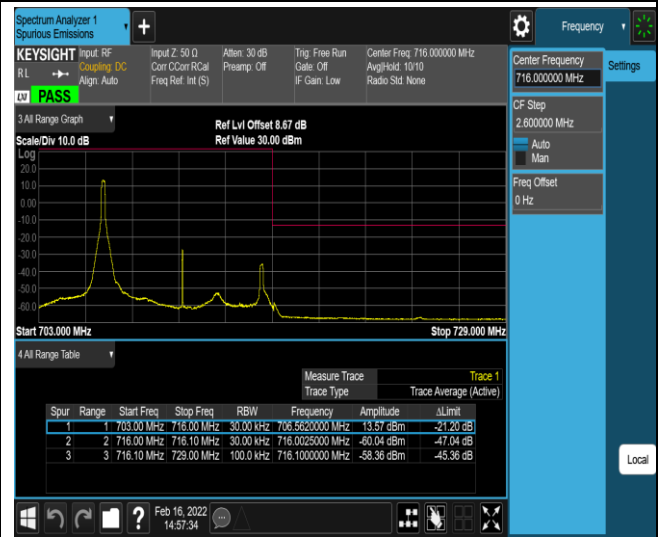 Spectrum Analyzer 1
Spurious Emissions
+
Frequency
KEYSIGHT
RL
LXI PASS
Input: RF
Coupling: DC
Align: Auto
Input Z: 50 Ω
Corr CCorr RCal
Freq Ref: Int (S)
Atten: 30 dB
Preamp: Off
Trig: Free Run
Gate: Off
IF Gain: Low
Center Freq: 716.000000 MHz
Avg|Hold: 10/10
Radio Std: None
Center Frequency
716.000000 MHz
Settings
CF Step
2.600000 MHz
Auto
Man
Freq Offset
0 Hz
3 All Range Graph
Ref Lvl Offset 8.67 dB
Scale/Div 10.0 dB
Ref Value 30.00 dBm
Log
20.0
10.0
0.00
-10.0
-20.0
-30.0
-40.0
-50.0
-60.0
Start 703.000 MHz
Stop 729.000 MHz
4 All Range Table
Measure Trace Trace 1
Trace Type Trace Average (Active)
Spur Range Start Freq Stop Freq RBW Frequency Amplitude ΔLimit
1 1 703.00 MHz 716.00 MHz 30.00 kHz 706.5620000 MHz 13.57 dBm -21.20 dB
2 2 716.00 MHz 716.10 MHz 30.00 kHz 716.0025000 MHz -60.04 dBm -47.04 dB
3 3 716.10 MHz 729.00 MHz 100.0 kHz 716.1000000 MHz -58.36 dBm -45.36 dB
Local
?
Feb 16, 2022
14:57:34